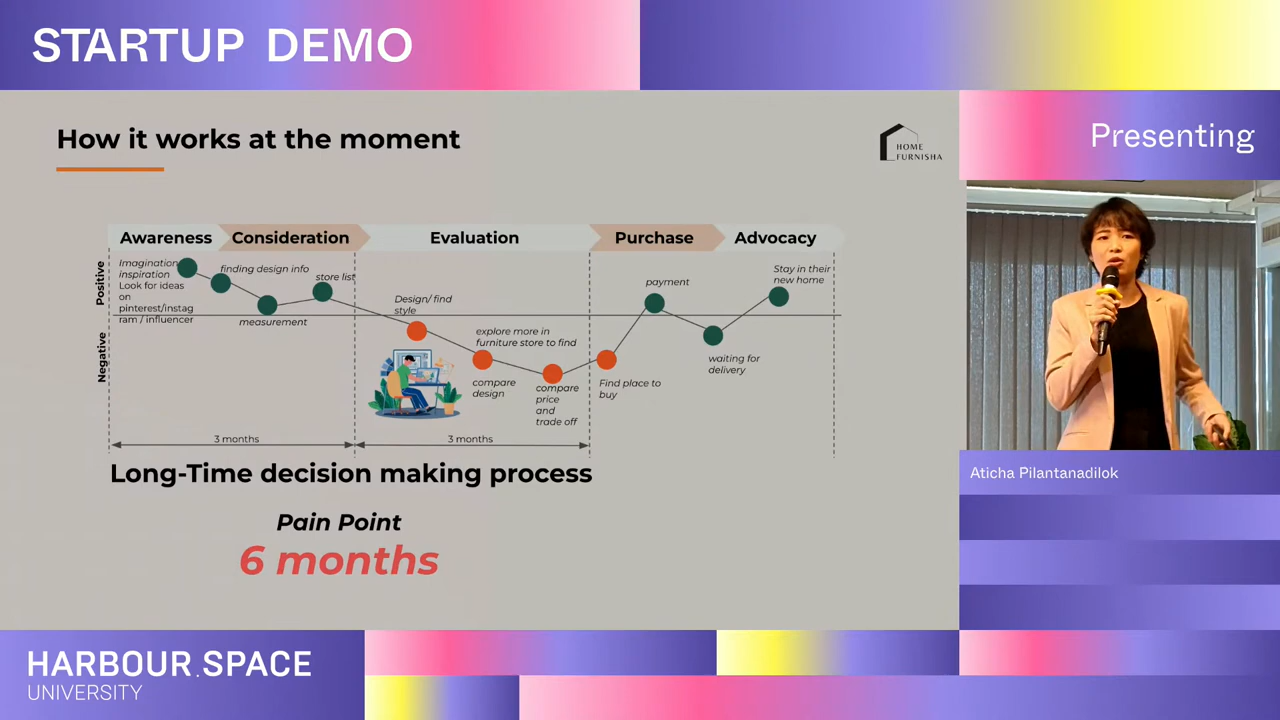 STARTUP DEMO
How it works at the moment
HOME
FURNISHA
Presenting
Awareness
Consideration
Evaluation
Purchase
Advocacy
Positive
Negative
Imagination
inspiration
Look for ideas
on
pinterest/instag
ram / influencer
finding design info
measurement
store list
Design/ find
style
compare
design
explore more in
furniture store to find
compare
price
and
trade off
Find place to
buy
payment
waiting for
delivery
Stay in their
new home
3 months
3 months
Long-Time decision making process
Pain Point
6 months
Aticha Pilantanadilok
HARBOUR.SPACE
UNIVERSITY